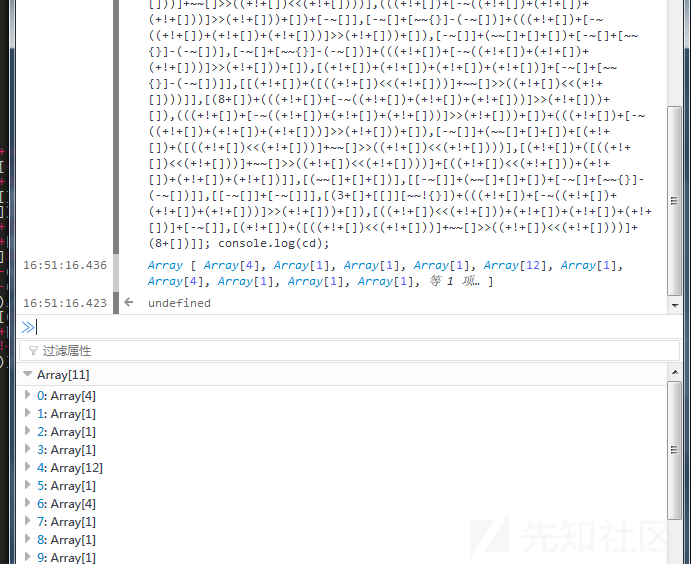 []))]+~~[]>>((+!+[])<<(+!+[])))],(((+!+[])+[-~((+!+[])+(+!+[])+
(+!+[]))]>>(+!+[]))+[])+[-~[]],[-~[]+[~~{}]-(-~[])]+(((+!+[])+[-~
((+!+[])+(+!+[])+(+!+[]))]>>(+!+[]))+[]),[-~[]]+(~~[]+[]+[])+[-~[]+[~~
{}]-(-~[])],[-~[]+[~~{}]-(-~[])]+(((+!+[])+[-~((+!+[])+(+!+[])+
(+!+[]))]>>(+!+[]))+[]),[(+!+[])+(+!+[])+(+!+[])+(+!+[])]+[-~[]+[~~
{}]-(-~[])],[[(+!+[])+([((+!+[])<<(+!+[]))]+~~[]>>((+!+[])<<
(+!+[])))]],[(8+[])+(((+!+[])+[-~((+!+[])+(+!+[])+(+!+[]))]>>(+!+[]))+
[]),(((+!+[])+[-~((+!+[])+(+!+[])+(+!+[]))]>>(+!+[]))+[])+(((+!+[])+[-~
((+!+[])+(+!+[])+(+!+[]))]>>(+!+[]))+[]),[-~[]]+(~~[]+[]+[])+[(+!+
[])+([((+!+[])<<(+!+[]))]+~~[]>>((+!+[])<<(+!+[])))],[(+!+[])+([((+!+
[])<<(+!+[]))]+~~[]>>((+!+[])<<(+!+[])))]+[((+!+[])<<(+!+[]))+(+!+
[])+(+!+[])+(+!+[])]],[(~~[]+[]+[])],[[-~[]]+(~~[]+[]+[])+[-~[]+[~~{}]-
(-~[])]],[[-~[]]+[-~[]]],[(3+[]+[[]][~~!{}])+(((+!+[])+[-~((+!+[])+
(+!+[])+(+!+[]))]>>(+!+[]))+[]),[((+!+[])<<(+!+[]))+(+!+[])+(+!+[])+(+!+
[])]+[-~[]],[(+!+[])+([((+!+[])<<(+!+[]))]+~~[]>>((+!+[])<<(+!+[])))]+
(8+[])]]; console.log(cd);
16:51:16.436 Array [ Array[4], Array[1], Array[1], Array[1], Array[12], Array[1],
Array[4], Array[1], Array[1], Array[1], 等 1 项… ]
16:51:16.423 undefined
过滤属性
Array[11]
0: Array[4]
1: Array[1]
2: Array[1]
3: Array[1]
4: Array[12]
5: Array[1]
6: Array[4]
7: Array[1]
8: Array[1]
9: Array[1]
先知社区